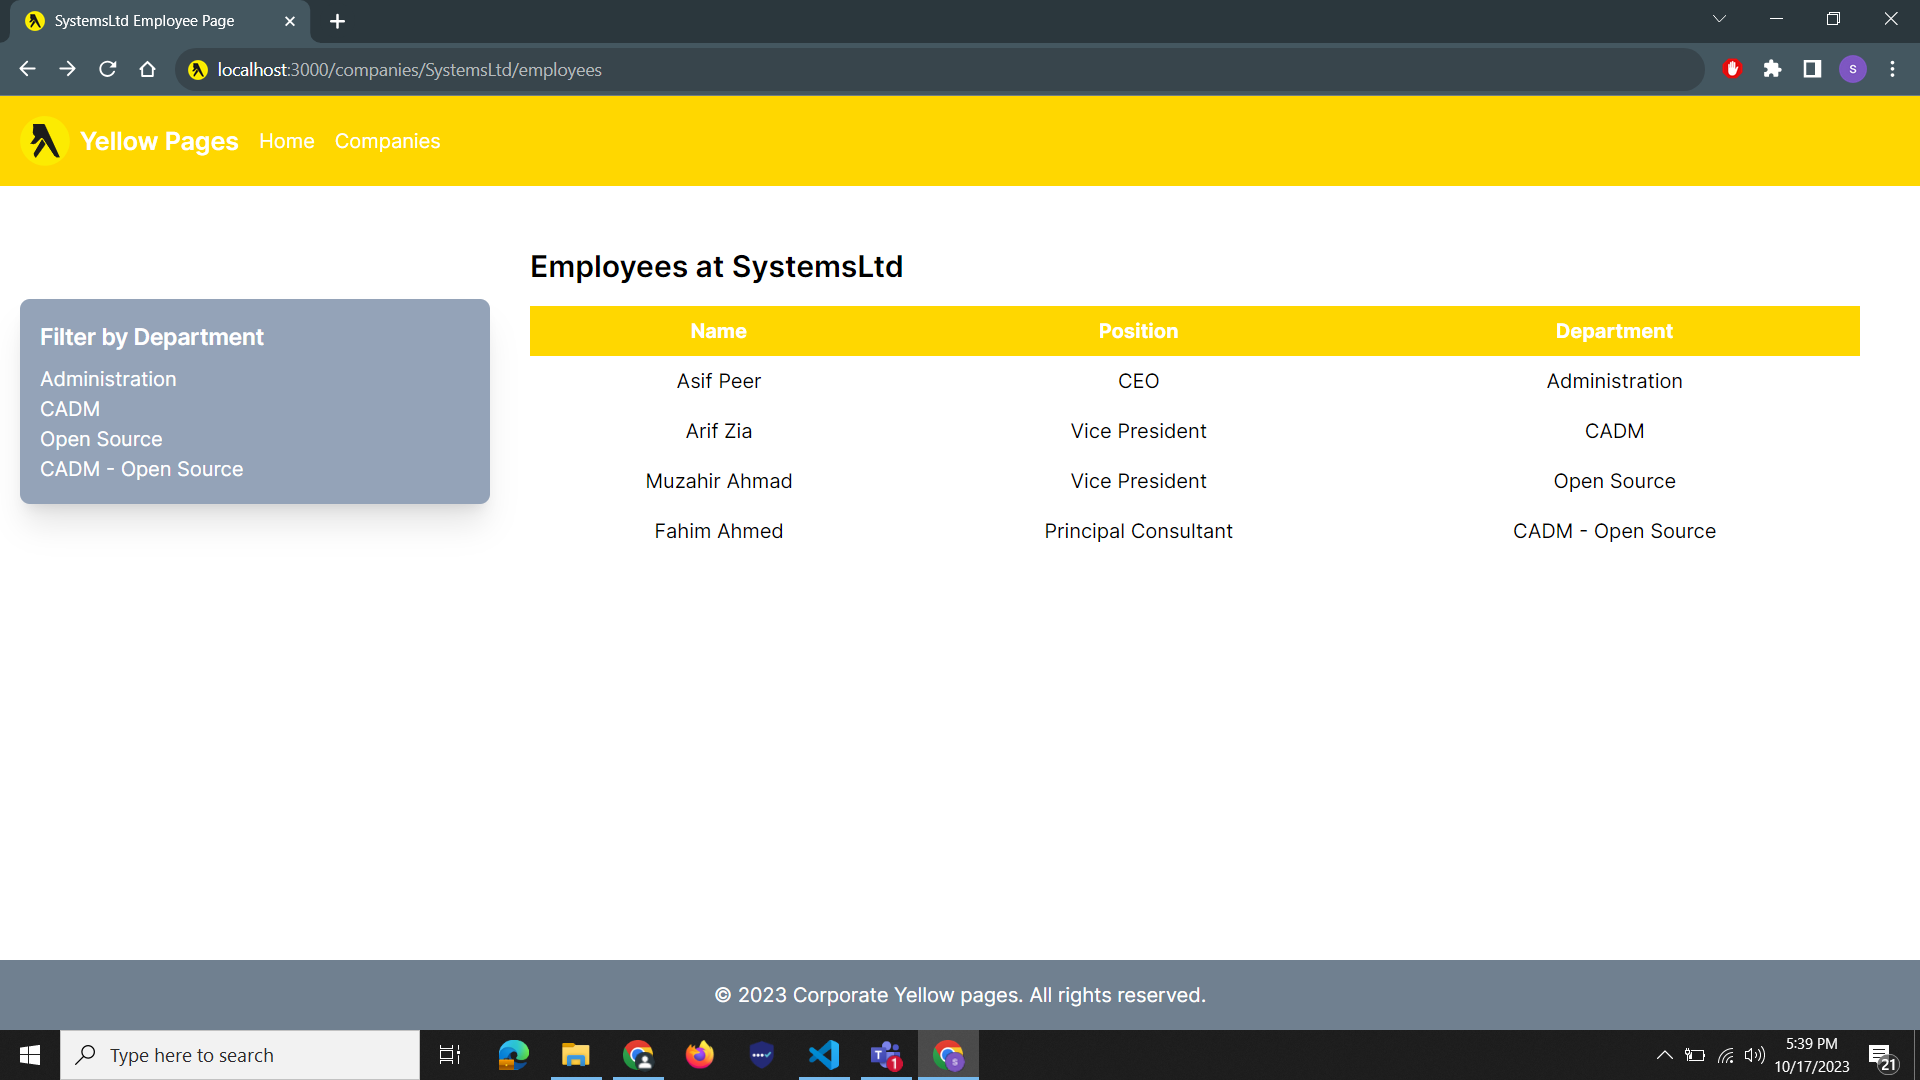 SystemsLtd Employee Page
localhost:3000/companies/SystemsLtd/employees
S
Yellow Pages Home Companies
Employees at SystemsLtd
Filter by Department
Administration
CADM
Open Source
CADM - Open Source
Name Position Department
Asif Peer CEO Administration
Arif Zia Vice President CADM
Muzahir Ahmad Vice President Open Source
Fahim Ahmed Principal Consultant CADM - Open Source
© 2023 Corporate Yellow pages. All rights reserved.
Type here to search
T
1
S
5:39 PM
10/17/2023
21